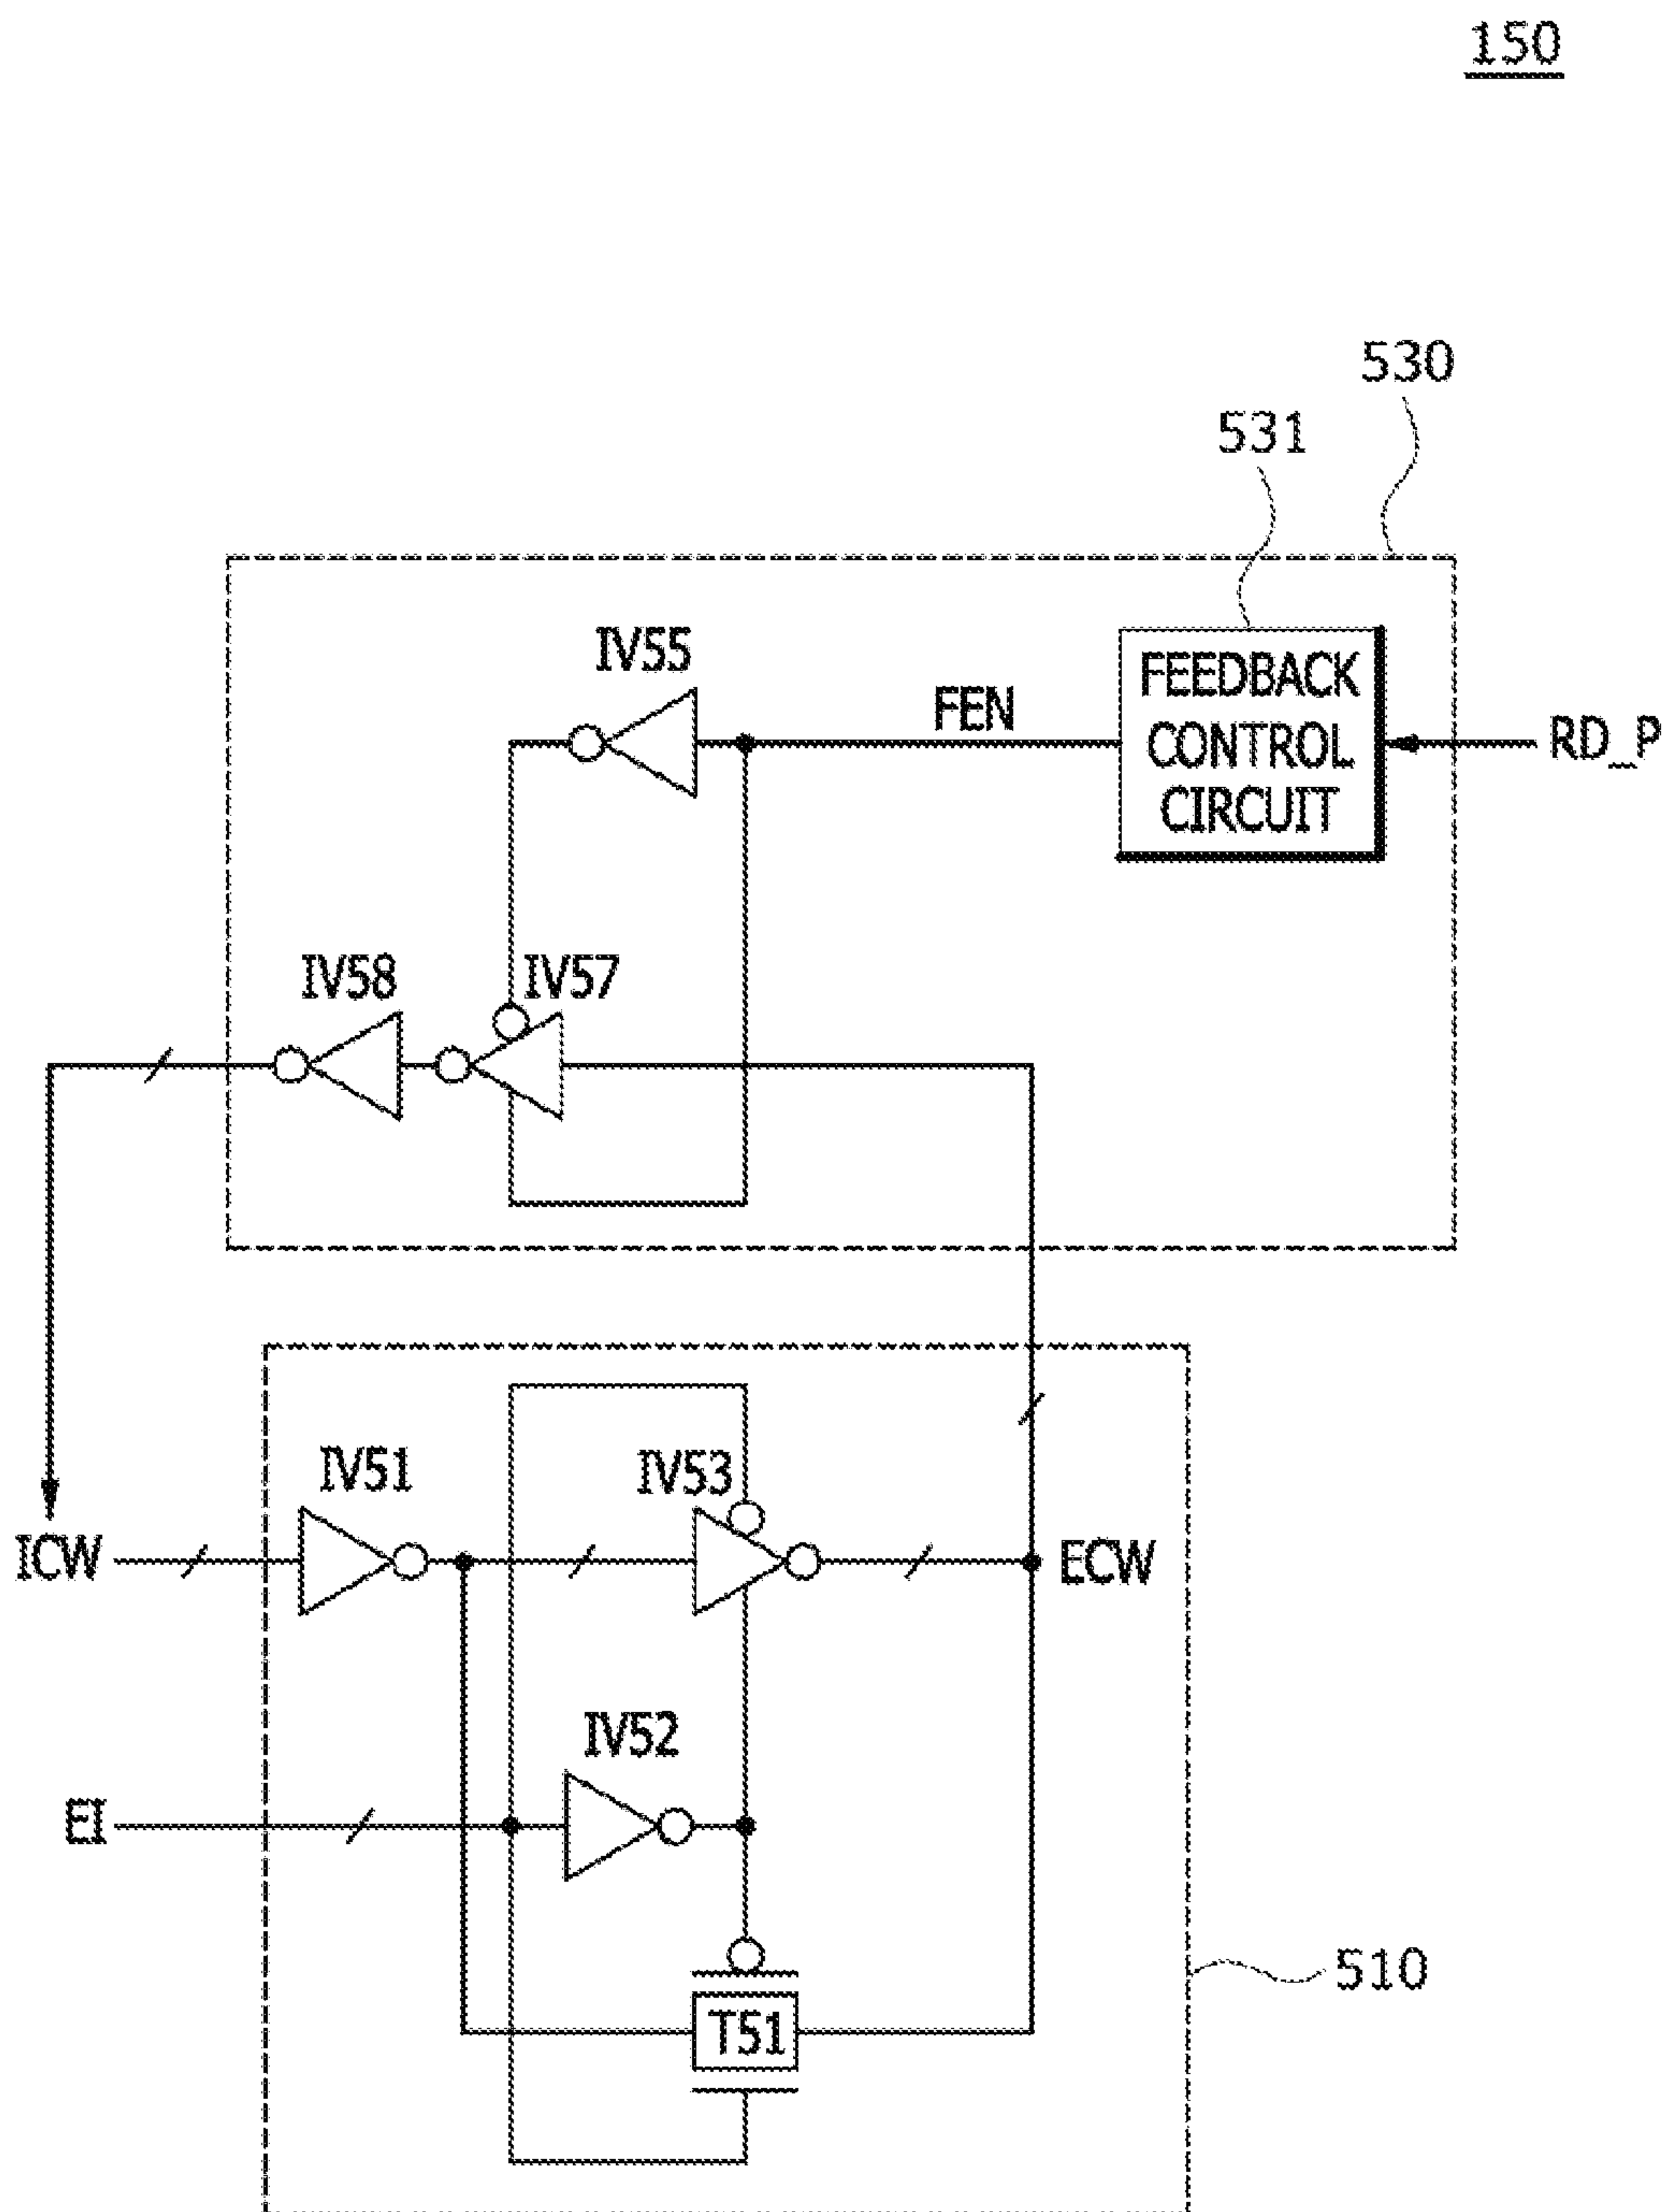 150
530
531
IV55
FEN
FEEDBACK
CONTROL
CIRCUIT
RD_P
IV58
IV57
IV51
IV53
ICW
ECW
IV52
EI
510
T51